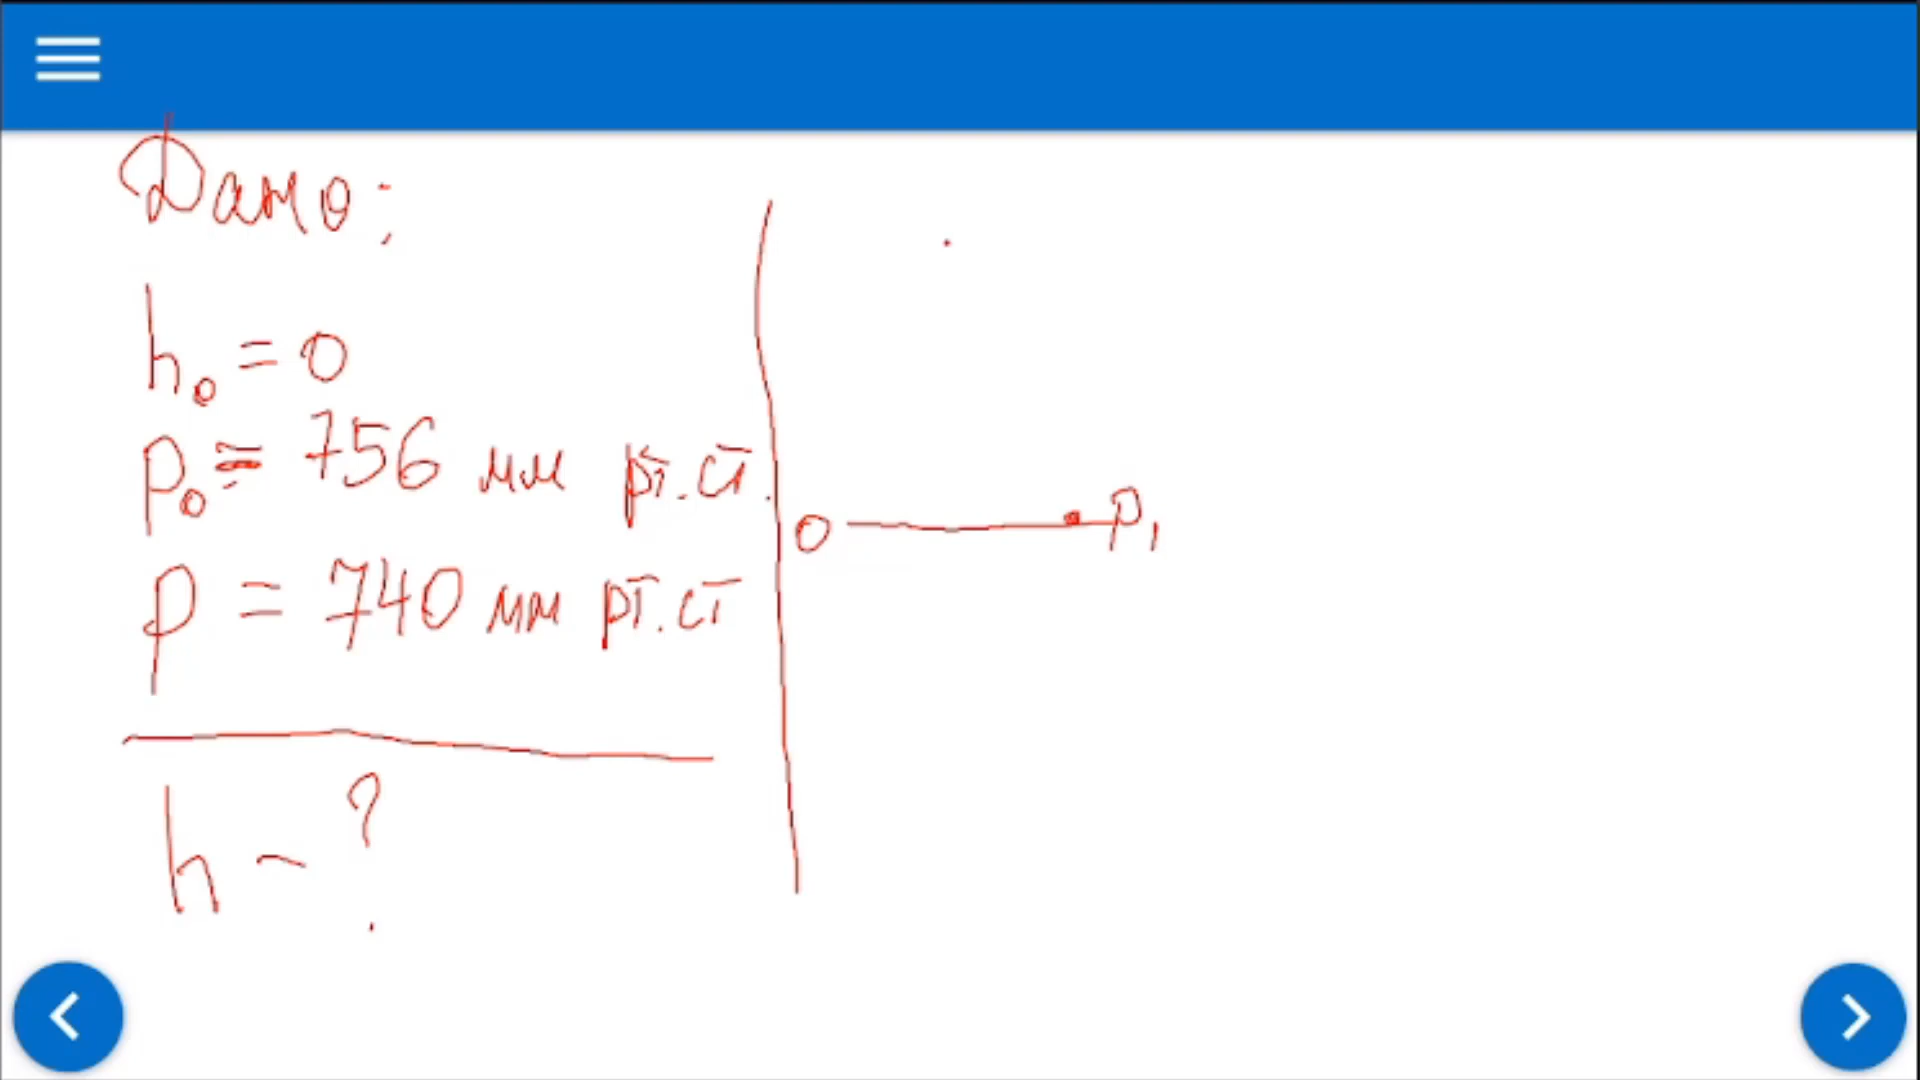 Дано:
h₀ = 0
p₀ = 756 мм рт.ст.
p = 740 мм рт.ст
h - ?
0
p₁